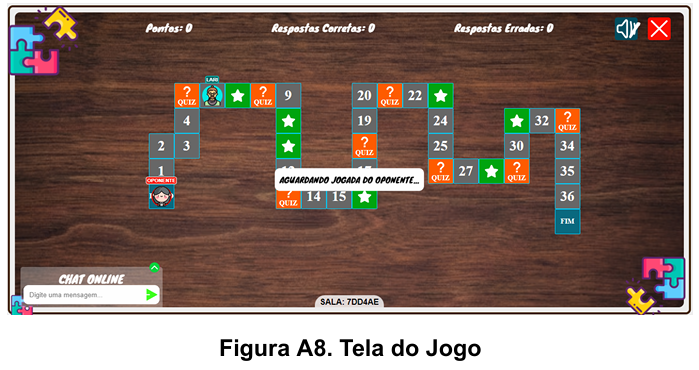 Pontos: 0 Respostas Corretas: 0 Respostas Erradas: 0
LARI
? QUIZ ? QUIZ 9 20 ? QUIZ 22
4 19 24 32 ? QUIZ
2 3 ? QUIZ 25 30 34
1 ? QUIZ 27 ? QUIZ 35
OPONENTE
AGUARDANDO JOGADA DO OPONENTE...
? QUIZ 14 15 36
FIM
CHAT ONLINE
Digite uma mensagem...
SALA: 7DD4AE
Figura A8. Tela do Jogo